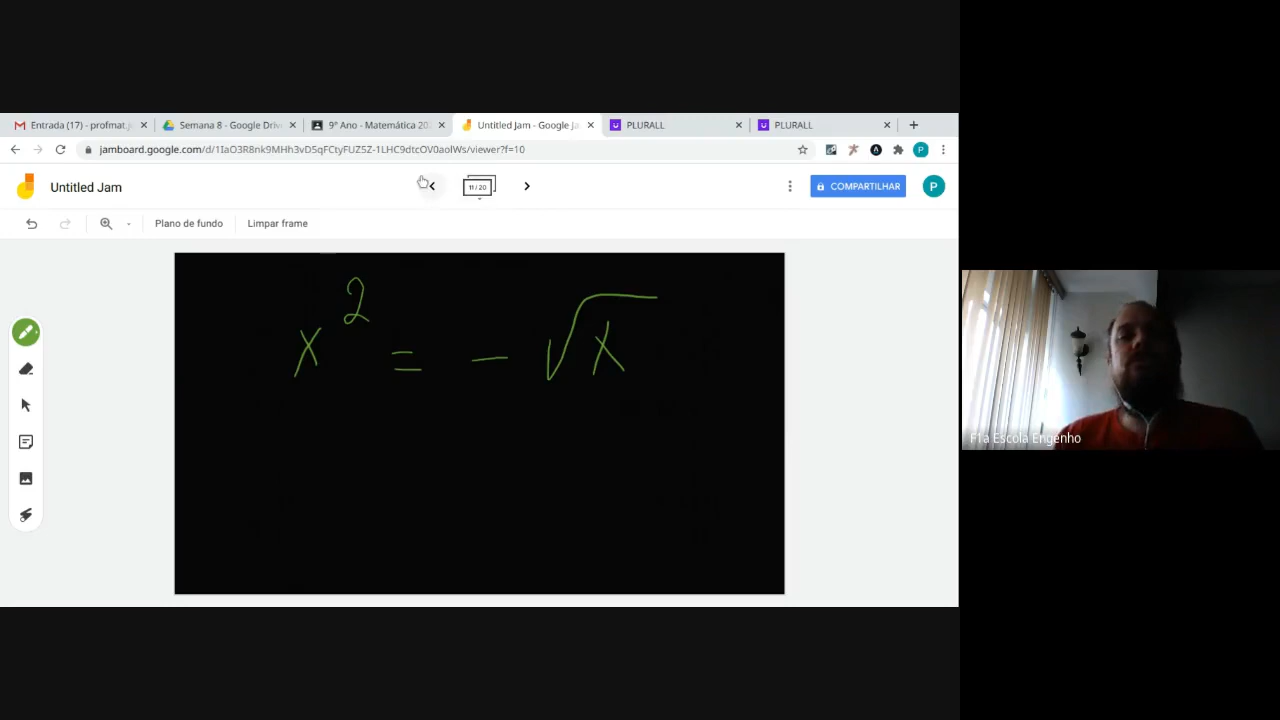 Entrada (17) - profmat.j
Semana 8 - Google Driv
9º Ano - Matemática 20
Untitled Jam - Google Ja
PLURALL
PLURALL
jamboard.google.com/d/1IaO3R8nk9MHh3vD5qFCtyFUZ5Z-1LHC9dtcOV0aolWs/viewer?f=10
Untitled Jam
11 / 20
COMPARTILHAR
P
Plano de fundo
Limpar frame
x² = - √x
F1a Escola Engenho